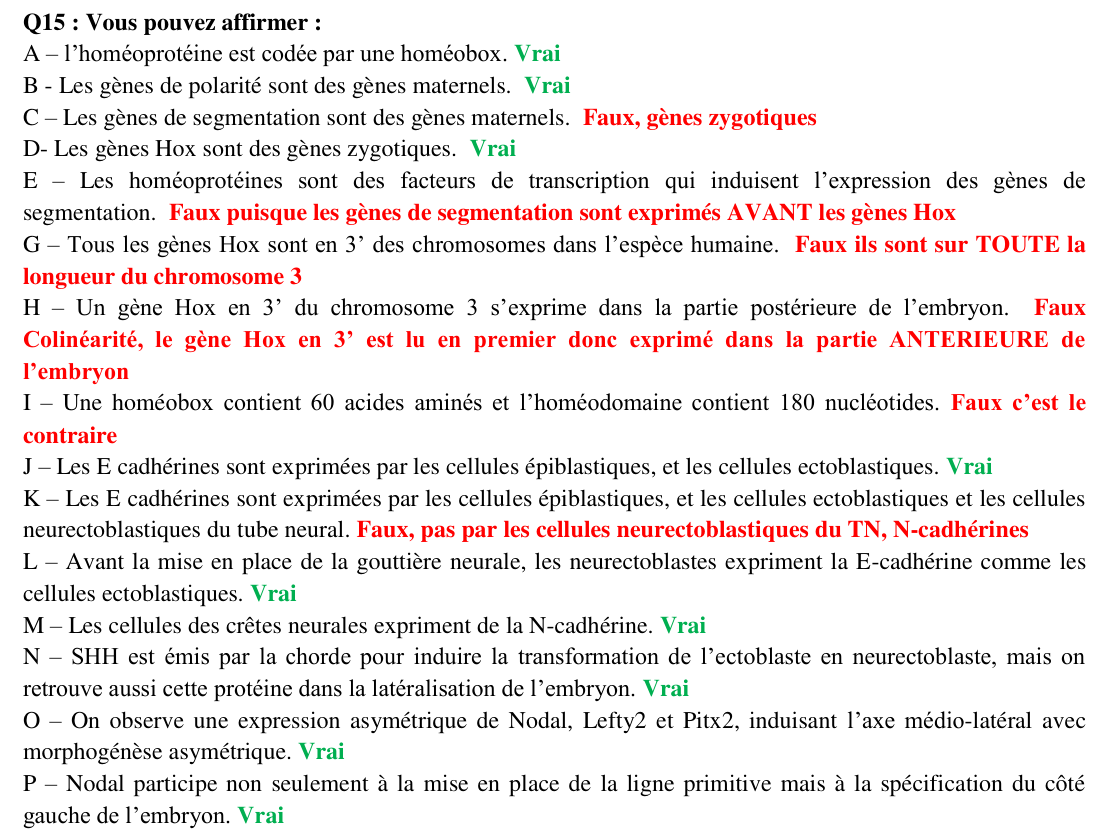 Q15 : Vous pouvez affirmer :
A – l’homéoprotéine est codée par une homéobox. Vrai
B - Les gènes de polarité sont des gènes maternels. Vrai
C – Les gènes de segmentation sont des gènes maternels. Faux, gènes zygotiques
D- Les gènes Hox sont des gènes zygotiques. Vrai
E – Les homéoprotéines sont des facteurs de transcription qui induisent l’expression des gènes de
segmentation. Faux puisque les gènes de segmentation sont exprimés AVANT les gènes Hox
G – Tous les gènes Hox sont en 3’ des chromosomes dans l’espèce humaine. Faux ils sont sur TOUTE la
longueur du chromosome 3
H – Un gène Hox en 3’ du chromosome 3 s’exprime dans la partie postérieure de l’embryon. Faux
Colinéarité, le gène Hox en 3’ est lu en premier donc exprimé dans la partie ANTERIEURE de
l’embryon
I – Une homéobox contient 60 acides aminés et l’homéodomaine contient 180 nucléotides. Faux c’est le
contraire
J – Les E cadhérines sont exprimées par les cellules épiblastiques, et les cellules ectoblastiques. Vrai
K – Les E cadhérines sont exprimées par les cellules épiblastiques, et les cellules ectoblastiques et les cellules
neurectoblastiques du tube neural. Faux, pas par les cellules neurectoblastiques du TN, N-cadhérines
L – Avant la mise en place de la gouttière neurale, les neurectoblastes expriment la E-cadhérine comme les
cellules ectoblastiques. Vrai
M – Les cellules des crêtes neurales expriment de la N-cadhérine. Vrai
N – SHH est émis par la chorde pour induire la transformation de l’ectoblaste en neurectoblaste, mais on
retrouve aussi cette protéine dans la latéralisation de l’embryon. Vrai
O – On observe une expression asymétrique de Nodal, Lefty2 et Pitx2, induisant l’axe médio-latéral avec
morphogénèse asymétrique. Vrai
P – Nodal participe non seulement à la mise en place de la ligne primitive mais à la spécification du côté
gauche de l’embryon. Vrai